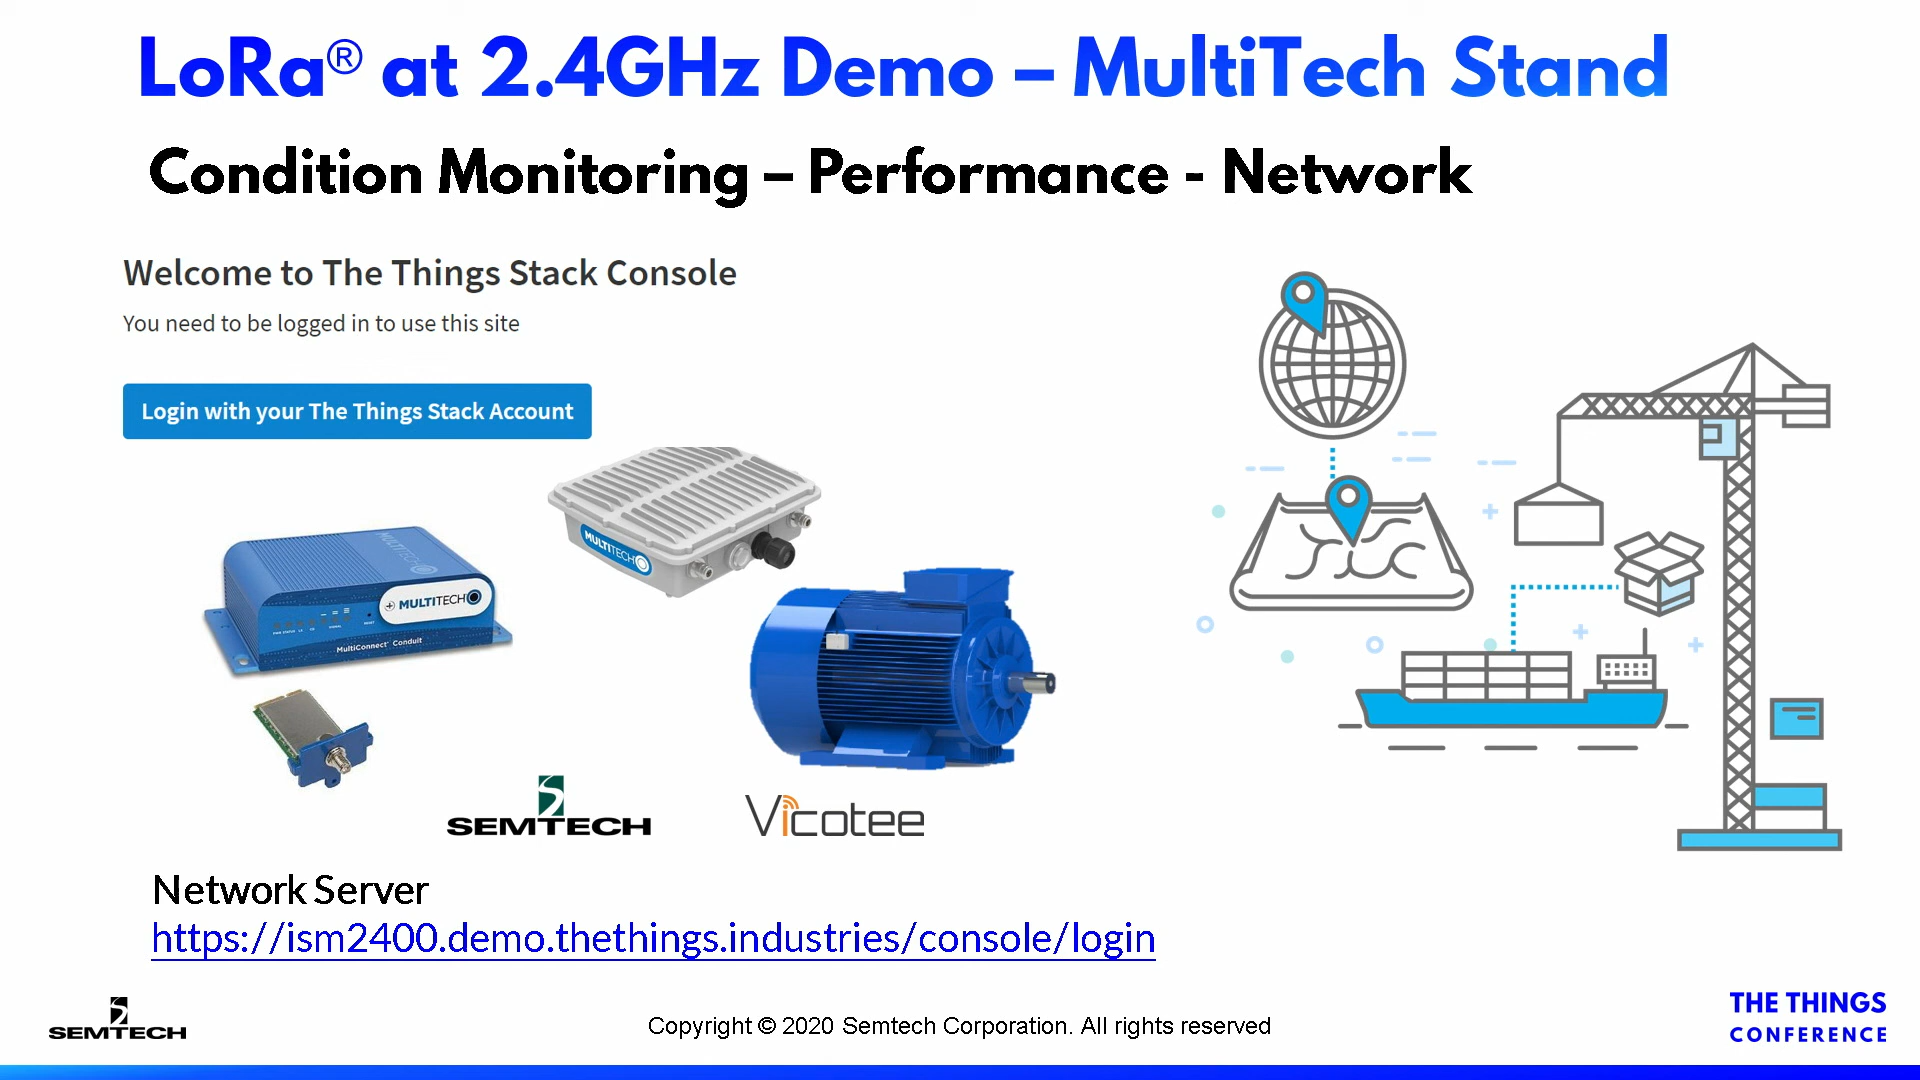 LoRa® at 2.4GHz Demo – MultiTech Stand
Condition Monitoring – Performance - Network
Welcome to The Things Stack Console
You need to be logged in to use this site
Login with your The Things Stack Account
MULTITECH
MULTITECH
MULTITECH
MultiConnect® Conduit
SEMTECH
Vicotee
Network Server
https://ism2400.demo.thethings.industries/console/login
SEMTECH
Copyright © 2020 Semtech Corporation. All rights reserved
THE THINGS
CONFERENCE